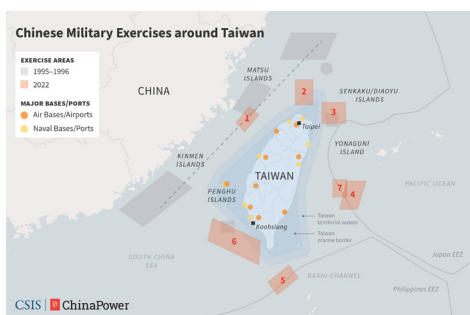 Chinese Military Exercises around Taiwan
EXERCISE AREAS
1995–1996
2022
MAJOR BASES/PORTS
Air Bases/Airports
Naval Bases/Ports
CHINA
MATSU
ISLANDS
2
SENKAKU/DIAOYU
ISLANDS
1
3
Taipei
KINMEN
ISLANDS
YONAGUNI
ISLAND
TAIWAN
PENGHU
ISLANDS
7
4
PACIFIC OCEAN
Taiwan
territorial waters
Kaohsiung
Taiwan
marine border
6
SOUTH CHINA
SEA
Japan EEZ
BASHI CHANNEL
5
Philippines EEZ
CSIS
ChinaPower